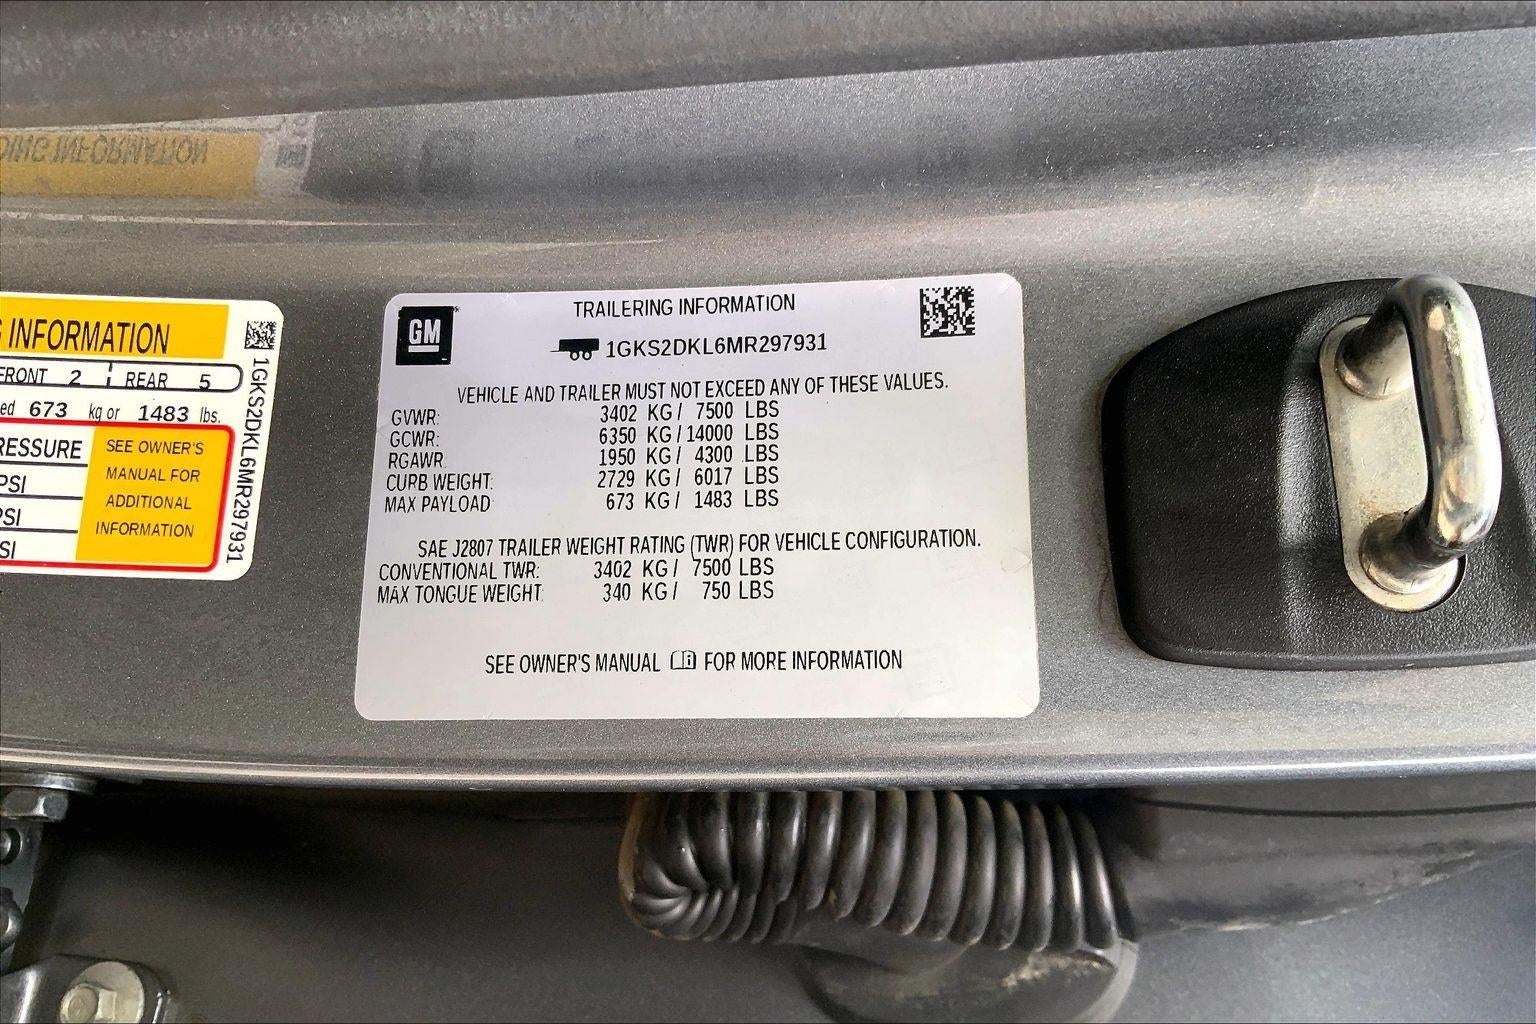 INFORMATION
FRONT 2 REAR 5
673 kg or 1483 lbs.
SEE OWNER'S
MANUAL FOR
ADDITIONAL
INFORMATION
PSI
PSI
1GKS2DKL6MR297931
GM
TRAILERING INFORMATION
1GKS2DKL6MR297931
VEHICLE AND TRAILER MUST NOT EXCEED ANY OF THESE VALUES.
GVWR: 3402 KG / 7500 LBS
GCWR: 6350 KG / 14000 LBS
RGAWR: 1950 KG / 4300 LBS
CURB WEIGHT: 2729 KG / 6017 LBS
MAX PAYLOAD: 673 KG / 1483 LBS
SAE J2807 TRAILER WEIGHT RATING (TWR) FOR VEHICLE CONFIGURATION.
CONVENTIONAL TWR: 3402 KG / 7500 LBS
MAX TONGUE WEIGHT: 340 KG / 750 LBS
SEE OWNER'S MANUAL FOR MORE INFORMATION